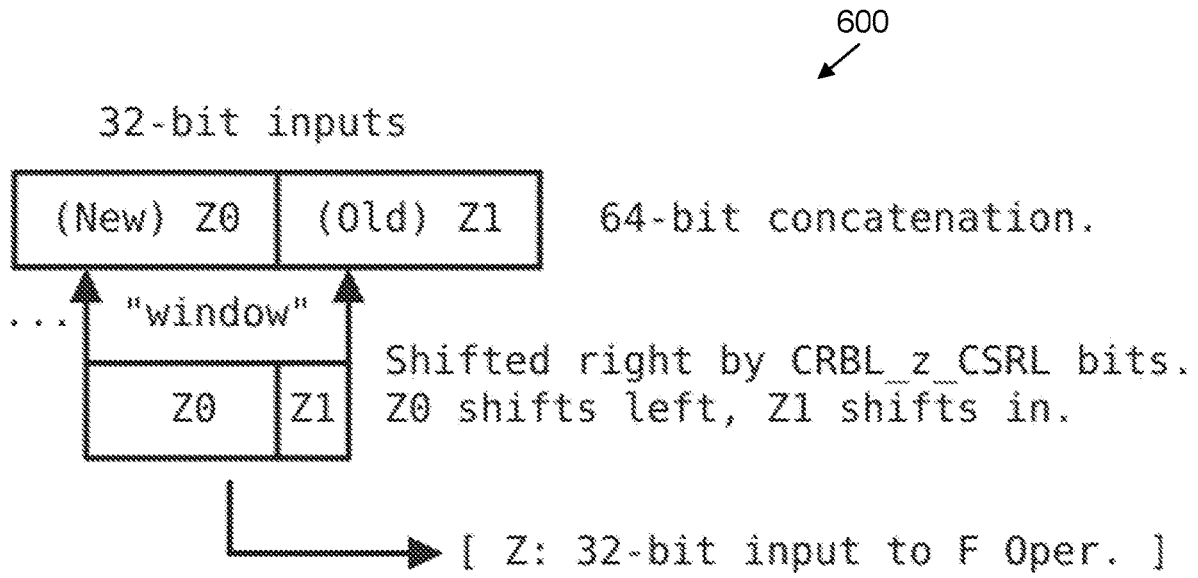 600
32-bit inputs
(New) Z0 (Old) Z1 64-bit concatenation.
... "window"
Shifted right by CRBL_z_CSRL bits.
Z0 Z1 Z0 shifts left, Z1 shifts in.
[ Z: 32-bit input to F Oper. ]